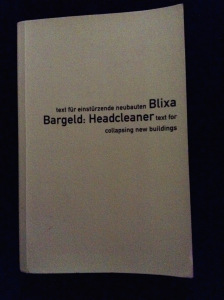 text für einstürzende neubauten Blixa
Bargeld: Headcleaner text for
collapsing new buildings